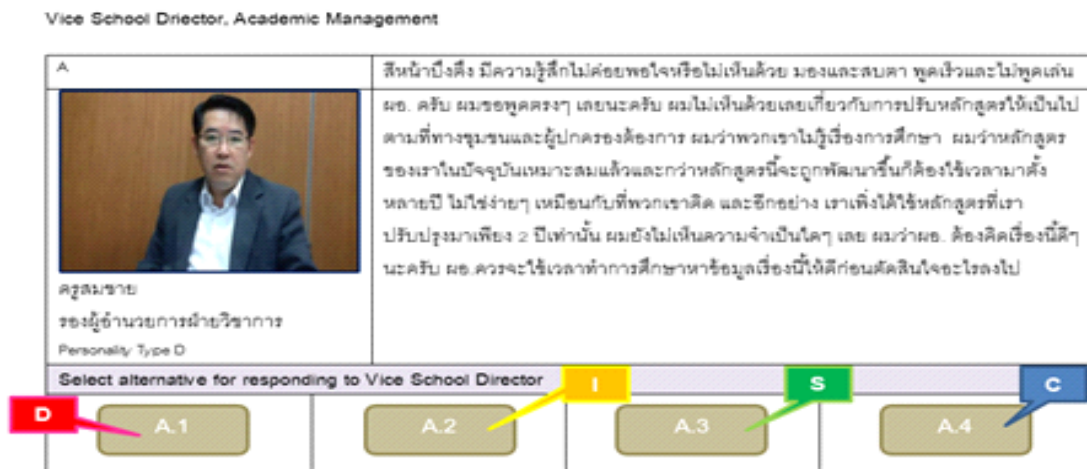 Vice School Driector, Academic Management
A
สีหน้าบึ้งตึง มีความรู้สึกไม่ค่อยพอใจหรือไม่เห็นด้วย มองและสบตา พูดเร็วและไม่พูดเล่น
ผอ. ครับ ผมขอพูดตรงๆ เลยนะครับ ผมไม่เห็นด้วยเลยเกี่ยวกับการปรับหลักสูตรให้เป็นไป
ตามที่ทางชุมชนและผู้ปกครองต้องการ ผมว่าพวกเขาไม่รู้เรื่องการศึกษา ผมว่าหลักสูตร
ของเราในปัจจุบันเหมาะสมแล้วและกว่าหลักสูตรนี้จะถูกพัฒนาขึ้นก็ต้องใช้เวลามาตั้ง
หลายปี ไม่ใช่ง่ายๆ เหมือนกับที่พวกเขาคิด และอีกอย่าง เราเพิ่งได้ใช้หลักสูตรที่เรา
ปรับปรุงมาเพียง 2 ปีเท่านั้น ผมยังไม่เห็นความจำเป็นใดๆ เลย ผมว่าผอ. ต้องคิดเรื่องนี้ดีๆ
นะครับ ผอ.ควรจะใช้เวลาทำการศึกษาหาข้อมูลเรื่องนี้ให้ดีก่อนตัดสินใจอะไรลงไป
ครูสมชาย
รองผู้อำนวยการฝ่ายวิชาการ
Personality Type D
Select alternative for responding to Vice School Director
D
I
S
C
A.1
A.2
A.3
A.4